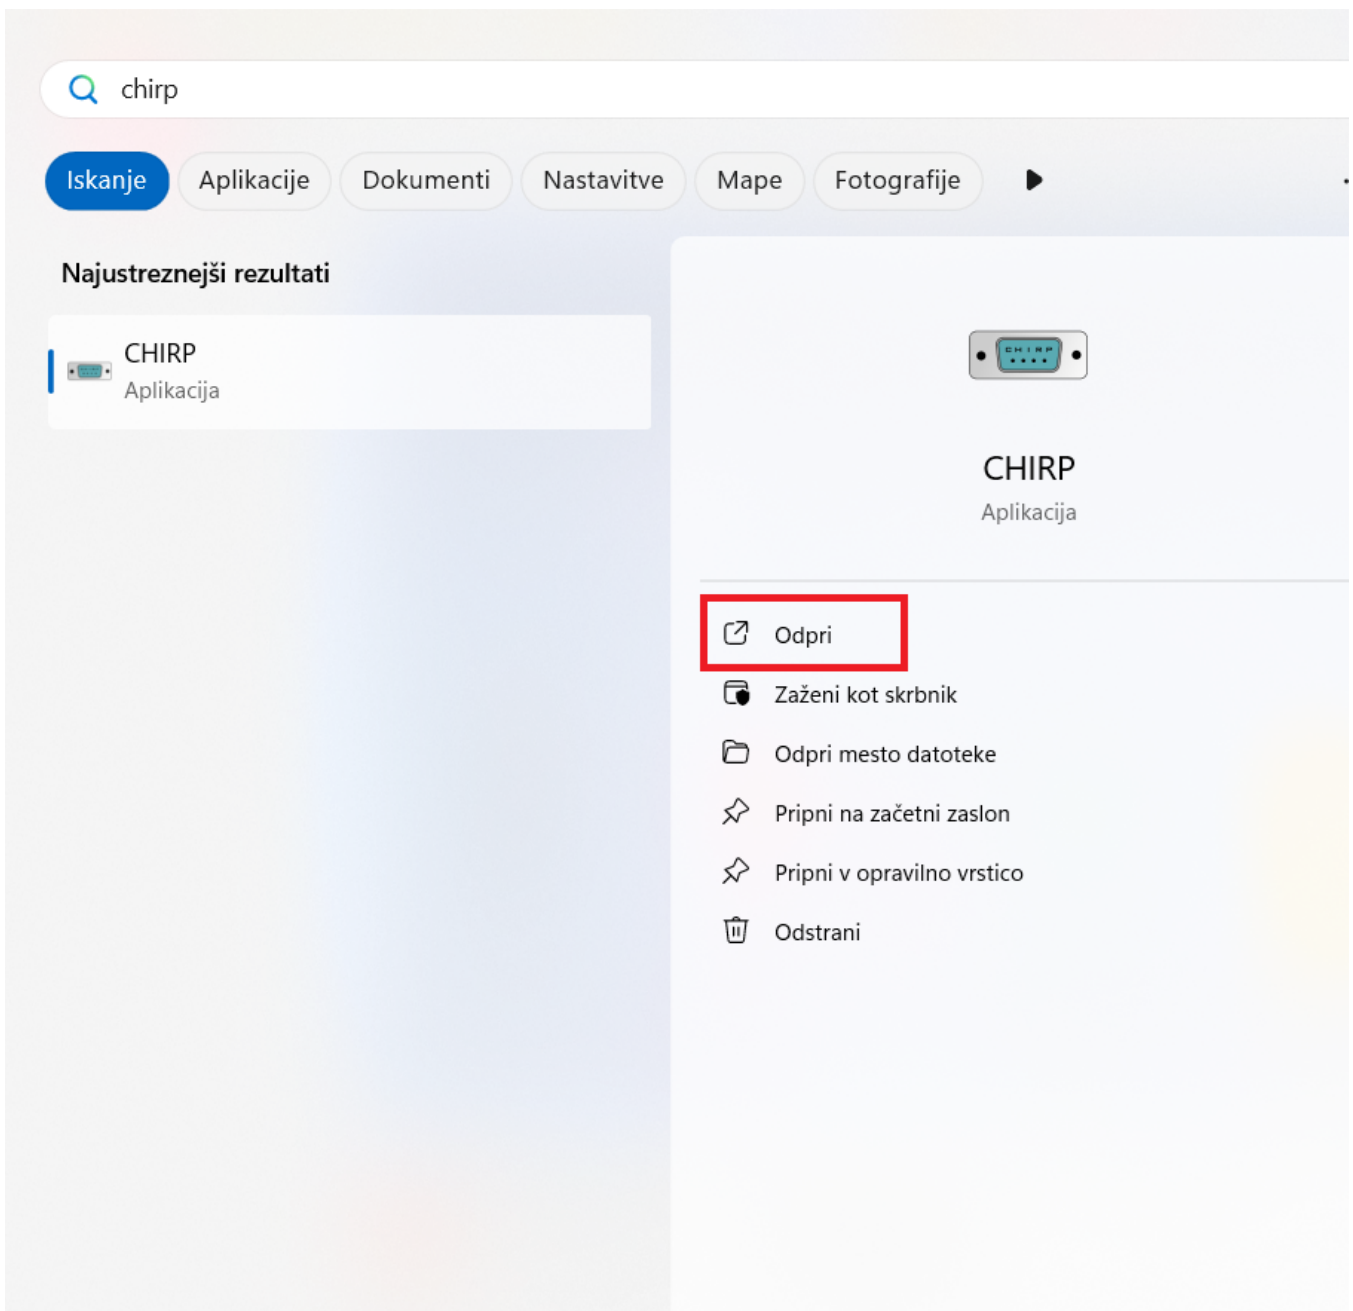 chirp
Iskanje Aplikacije Dokumenti Nastavitve Mape Fotografije
Najustreznejši rezultati
CHIRP
Aplikacija
CHIRP
CHIRP
Aplikacija
Odpri
Zaženi kot skrbnik
Odpri mesto datoteke
Pripni na začetni zaslon
Pripni v opravilno vrstico
Odstrani